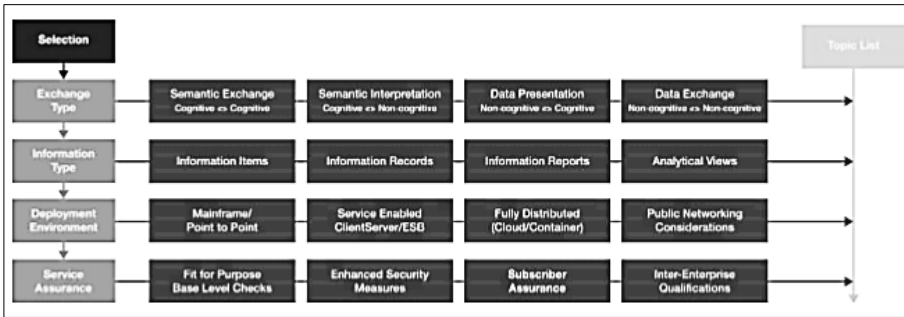 Selection
Topic List
Exchange
Type
Semantic Exchange
Cognitive <> Cognitive
Semantic Interpretation
Cognitive <> Non-cognitive
Data Presentation
Non-cognitive <> Cognitive
Data Exchange
Non-cognitive <> Non-cognitive
Information
Type
Information Items
Information Records
Information Reports
Analytical Views
Deployment
Environment
Mainframe/
Point to Point
Service Enabled
ClientServer/ESB
Fully Distributed
(Cloud/Container)
Public Networking
Considerations
Service
Assurance
Fit for Purpose
Base Level Checks
Enhanced Security
Measures
Subscriber
Assurance
Inter-Enterprise
Qualifications